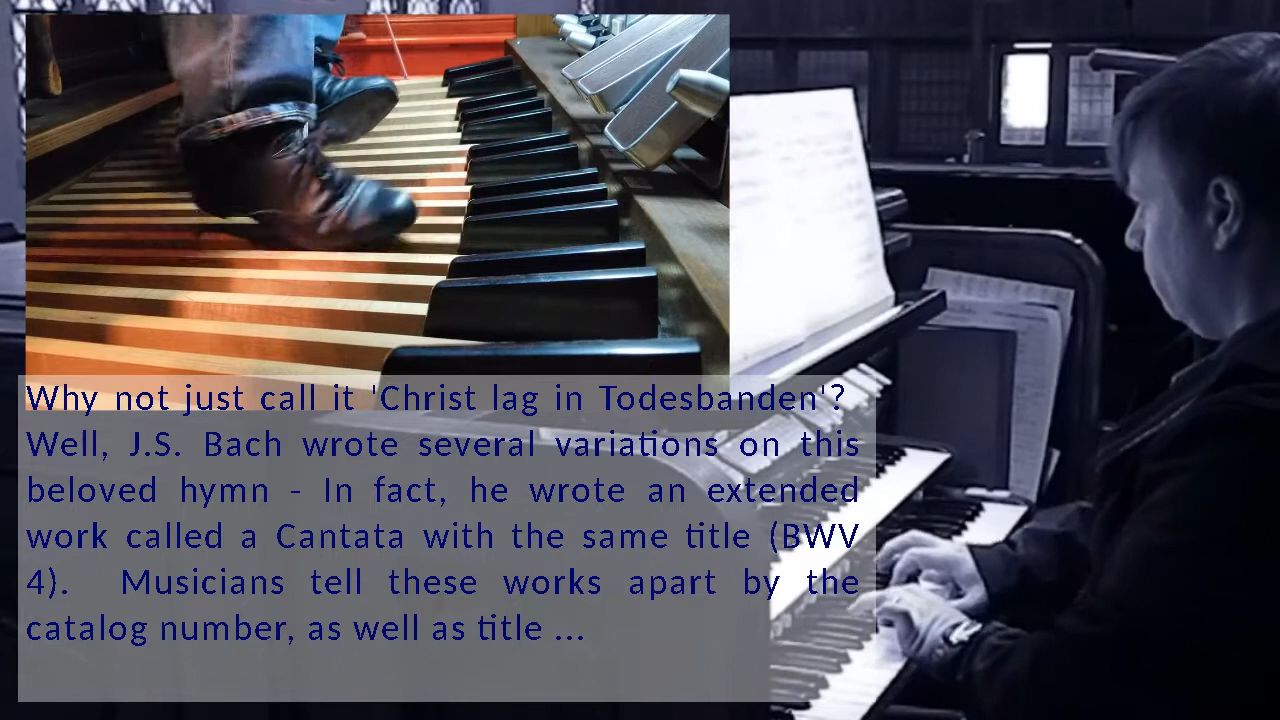 Why not just call it 'Christ lag in Todesbanden'?
Well, J.S. Bach wrote several variations on this
beloved hymn - In fact, he wrote an extended
work called a Cantata with the same title (BWV
4). Musicians tell these works apart by the
catalog number, as well as title ...